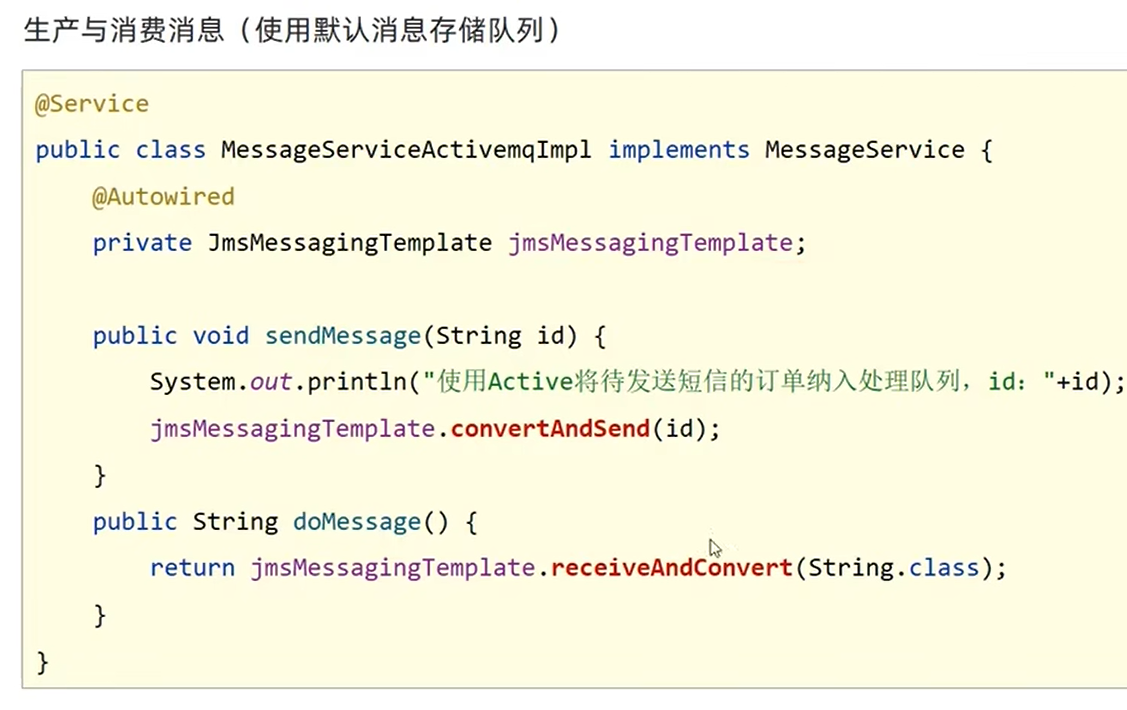 生产与消费消息（使用默认消息存储队列）
@Service
public class MessageServiceActivemqImpl implements MessageService {
    @Autowired
    private JmsMessagingTemplate jmsMessagingTemplate;

    public void sendMessage(String id) {
        System.out.println("使用Active将待发送短信的订单纳入处理队列，id："+id);
        jmsMessagingTemplate.convertAndSend(id);
    }
    public String doMessage() {
        return jmsMessagingTemplate.receiveAndConvert(String.class);
    }
}